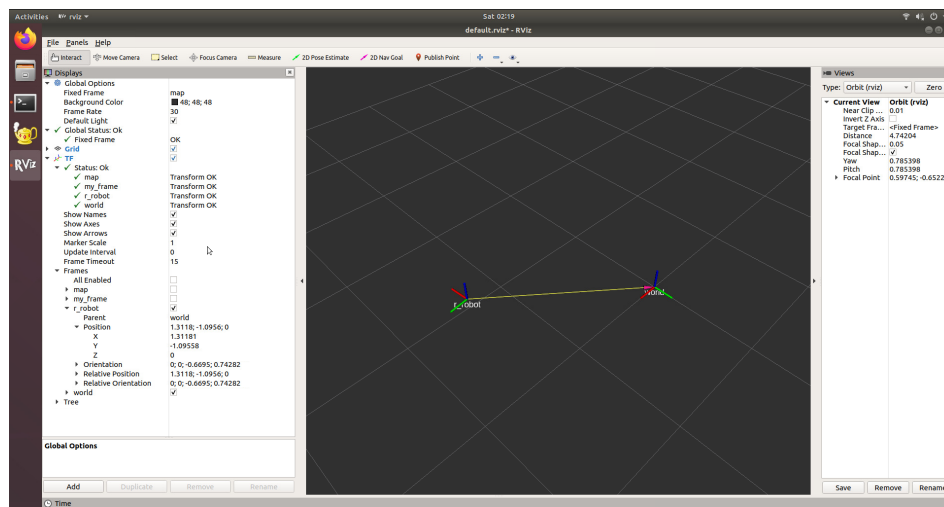 Activities rviz Sat 02:19
default.rviz* - RViz
File Panels Help
Interact Move Camera Select Focus Camera Measure 2D Pose Estimate 2D Nav Goal Publish Point
Displays
Global Options
Fixed Frame map
Background Color 48; 48; 48
Frame Rate 30
Default Light
Global Status: Ok
Fixed Frame OK
Grid
TF
Status: Ok
map Transform OK
my_frame Transform OK
r_robot Transform OK
world Transform OK
Show Names
Show Axes
Show Arrows
Marker Scale 1
Update Interval 0
Frame Timeout 15
Frames
All Enabled
map
my_frame
r_robot
Parent world
Position 1.3118; -1.0956; 0
X 1.31181
Y -1.09558
Z 0
Orientation 0; 0; -0.6695; 0.74282
Relative Position 1.3118; -1.0956; 0
Relative Orientation 0; 0; -0.6695; 0.74282
world
Tree
Global Options
Add Duplicate Remove Rename
Time
RViz
r_robot
world
Views
Type: Orbit (rviz) Zero
Current View Orbit (rviz)
Near Clip ... 0.01
Invert Z Axis
Target Fra... <Fixed Frame>
Distance 4.74204
Focal Shap... 0.05
Focal Shap...
Yaw 0.785398
Pitch 0.785398
Focal Point 0.59745; -0.6522
Save Remove Rename